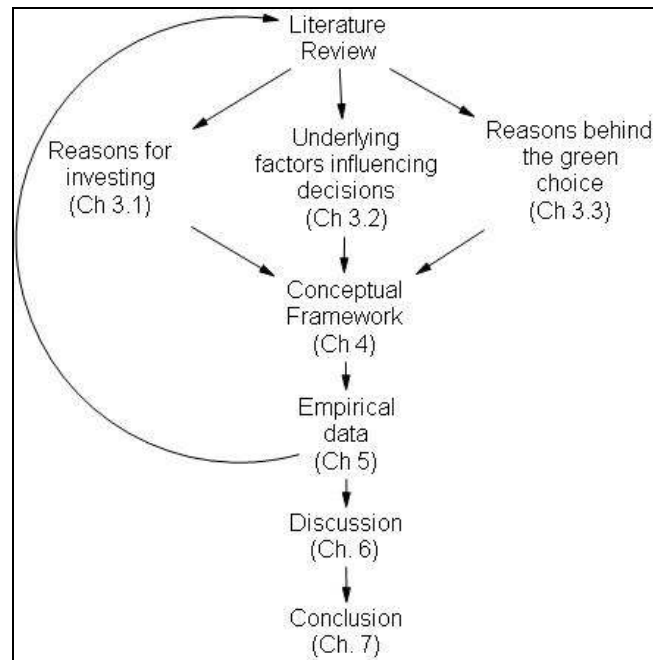 Literature
Review
Reasons for
investing
(Ch 3.1)
Underlying
factors influencing
decisions
(Ch 3.2)
Reasons behind
the green
choice
(Ch 3.3)
Conceptual
Framework
(Ch 4)
Empirical
data
(Ch 5)
Discussion
(Ch. 6)
Conclusion
(Ch. 7)